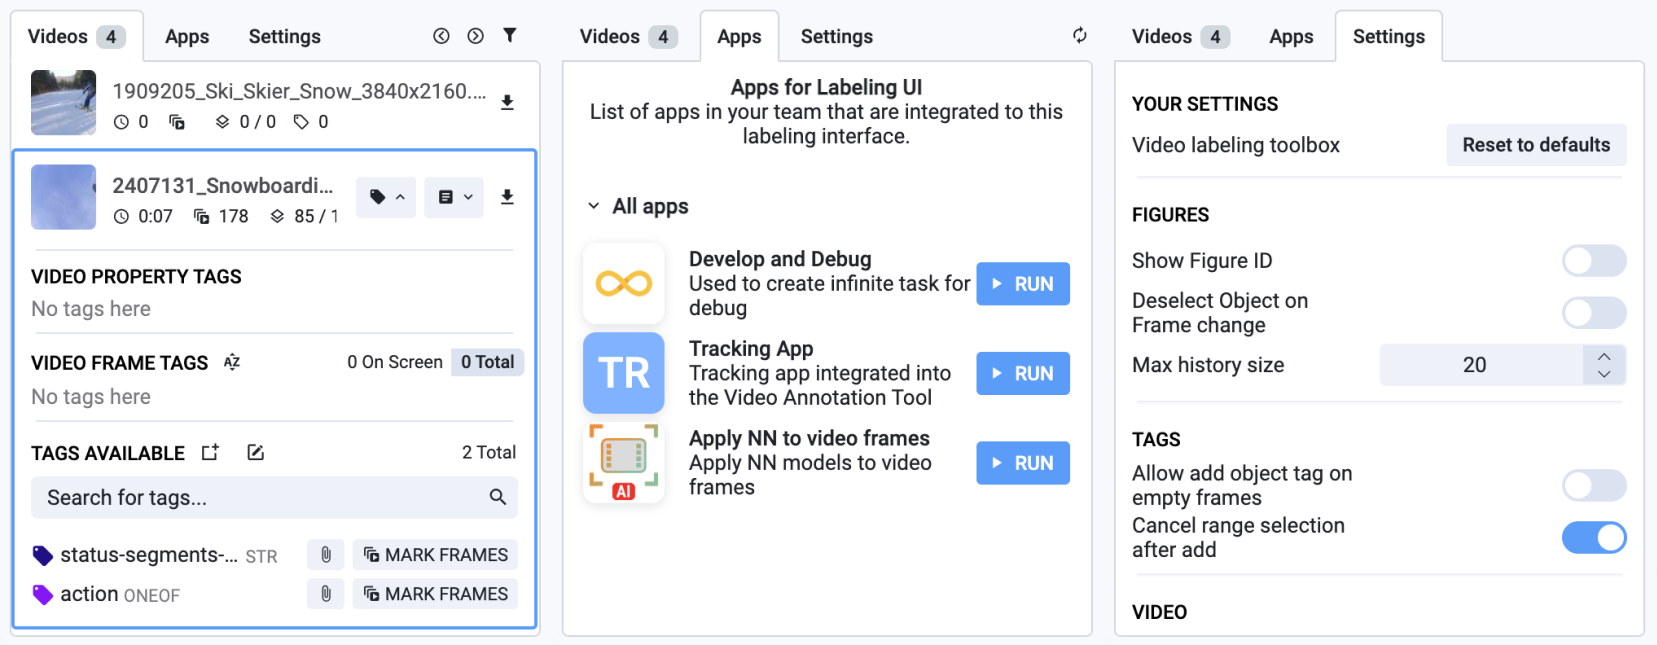 Videos 4 Apps Settings
1909205_Ski_Skier_Snow_3840x2160....
0 0 / 0 0
2407131_Snowboardi...
0:07 178 85 / 1
VIDEO PROPERTY TAGS
No tags here
VIDEO FRAME TAGS AZ 0 On Screen 0 Total
No tags here
TAGS AVAILABLE 2 Total
Search for tags...
status-segments-... STR MARK FRAMES
action ONEOF MARK FRAMES
Videos 4 Apps Settings
Apps for Labeling UI
List of apps in your team that are integrated to this
labeling interface.
All apps
Develop and Debug
Used to create infinite task for
debug
RUN
TR
Tracking App
Tracking app integrated into
the Video Annotation Tool
RUN
AI
Apply NN to video frames
Apply NN models to video
frames
RUN
Videos 4 Apps Settings
YOUR SETTINGS
Video labeling toolbox Reset to defaults
FIGURES
Show Figure ID
Deselect Object on
Frame change
Max history size 20
TAGS
Allow add object tag on
empty frames
Cancel range selection
after add
VIDEO